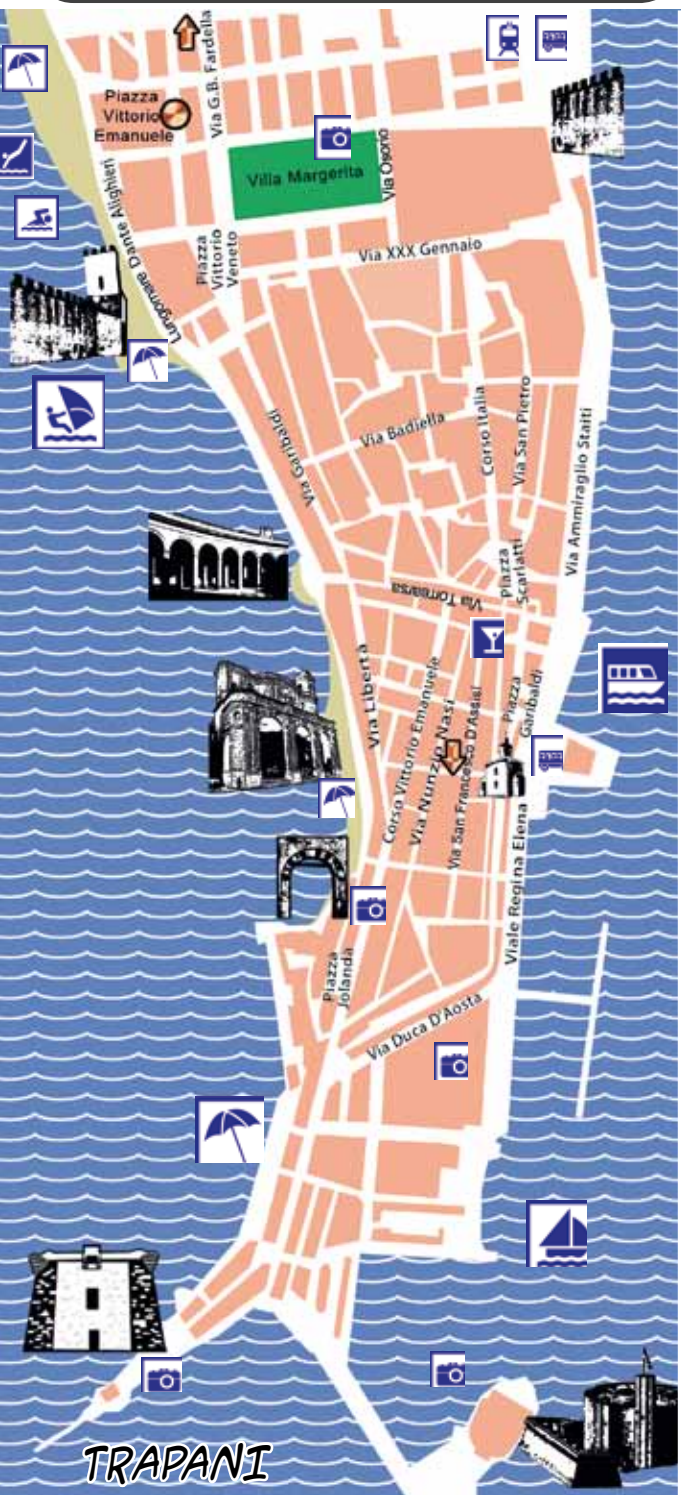 Via G.B. Fardella
Piazza
Vittorio
Emanuele
Villa Margerita
Via Osorio
Lungomare Dante Alighieri
Piazza
Vittorio
Veneto
Via XXX Gennaio
Via Garibaldi
Via Badiella
Corso Italia
Via San Pietro
Via Ammiraglio Staiti
Piazza
Scarlatti
Via Torrearsa
Via Libertà
Corso Vittorio Emanuele
Via Nunzio Nasi
Via San Francesco D'Assisi
Piazza
Garibaldi
Viale Regina Elena
Piazza
Jolanda
Via Duca D'Aosta
TRAPANI